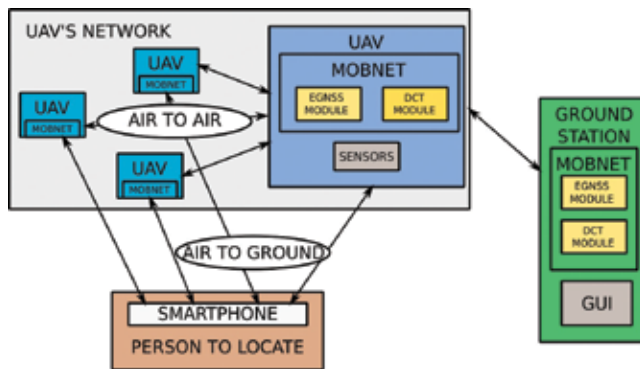 UAV'S NETWORK
UAV
MOBNET
UAV
MOBNET
UAV
MOBNET
AIR TO AIR
UAV
MOBNET
EGNSS
MODULE
DCT
MODULE
SENSORS
AIR TO GROUND
SMARTPHONE
PERSON TO LOCATE
GROUND
STATION
MOBNET
EGNSS
MODULE
DCT
MODULE
GUI